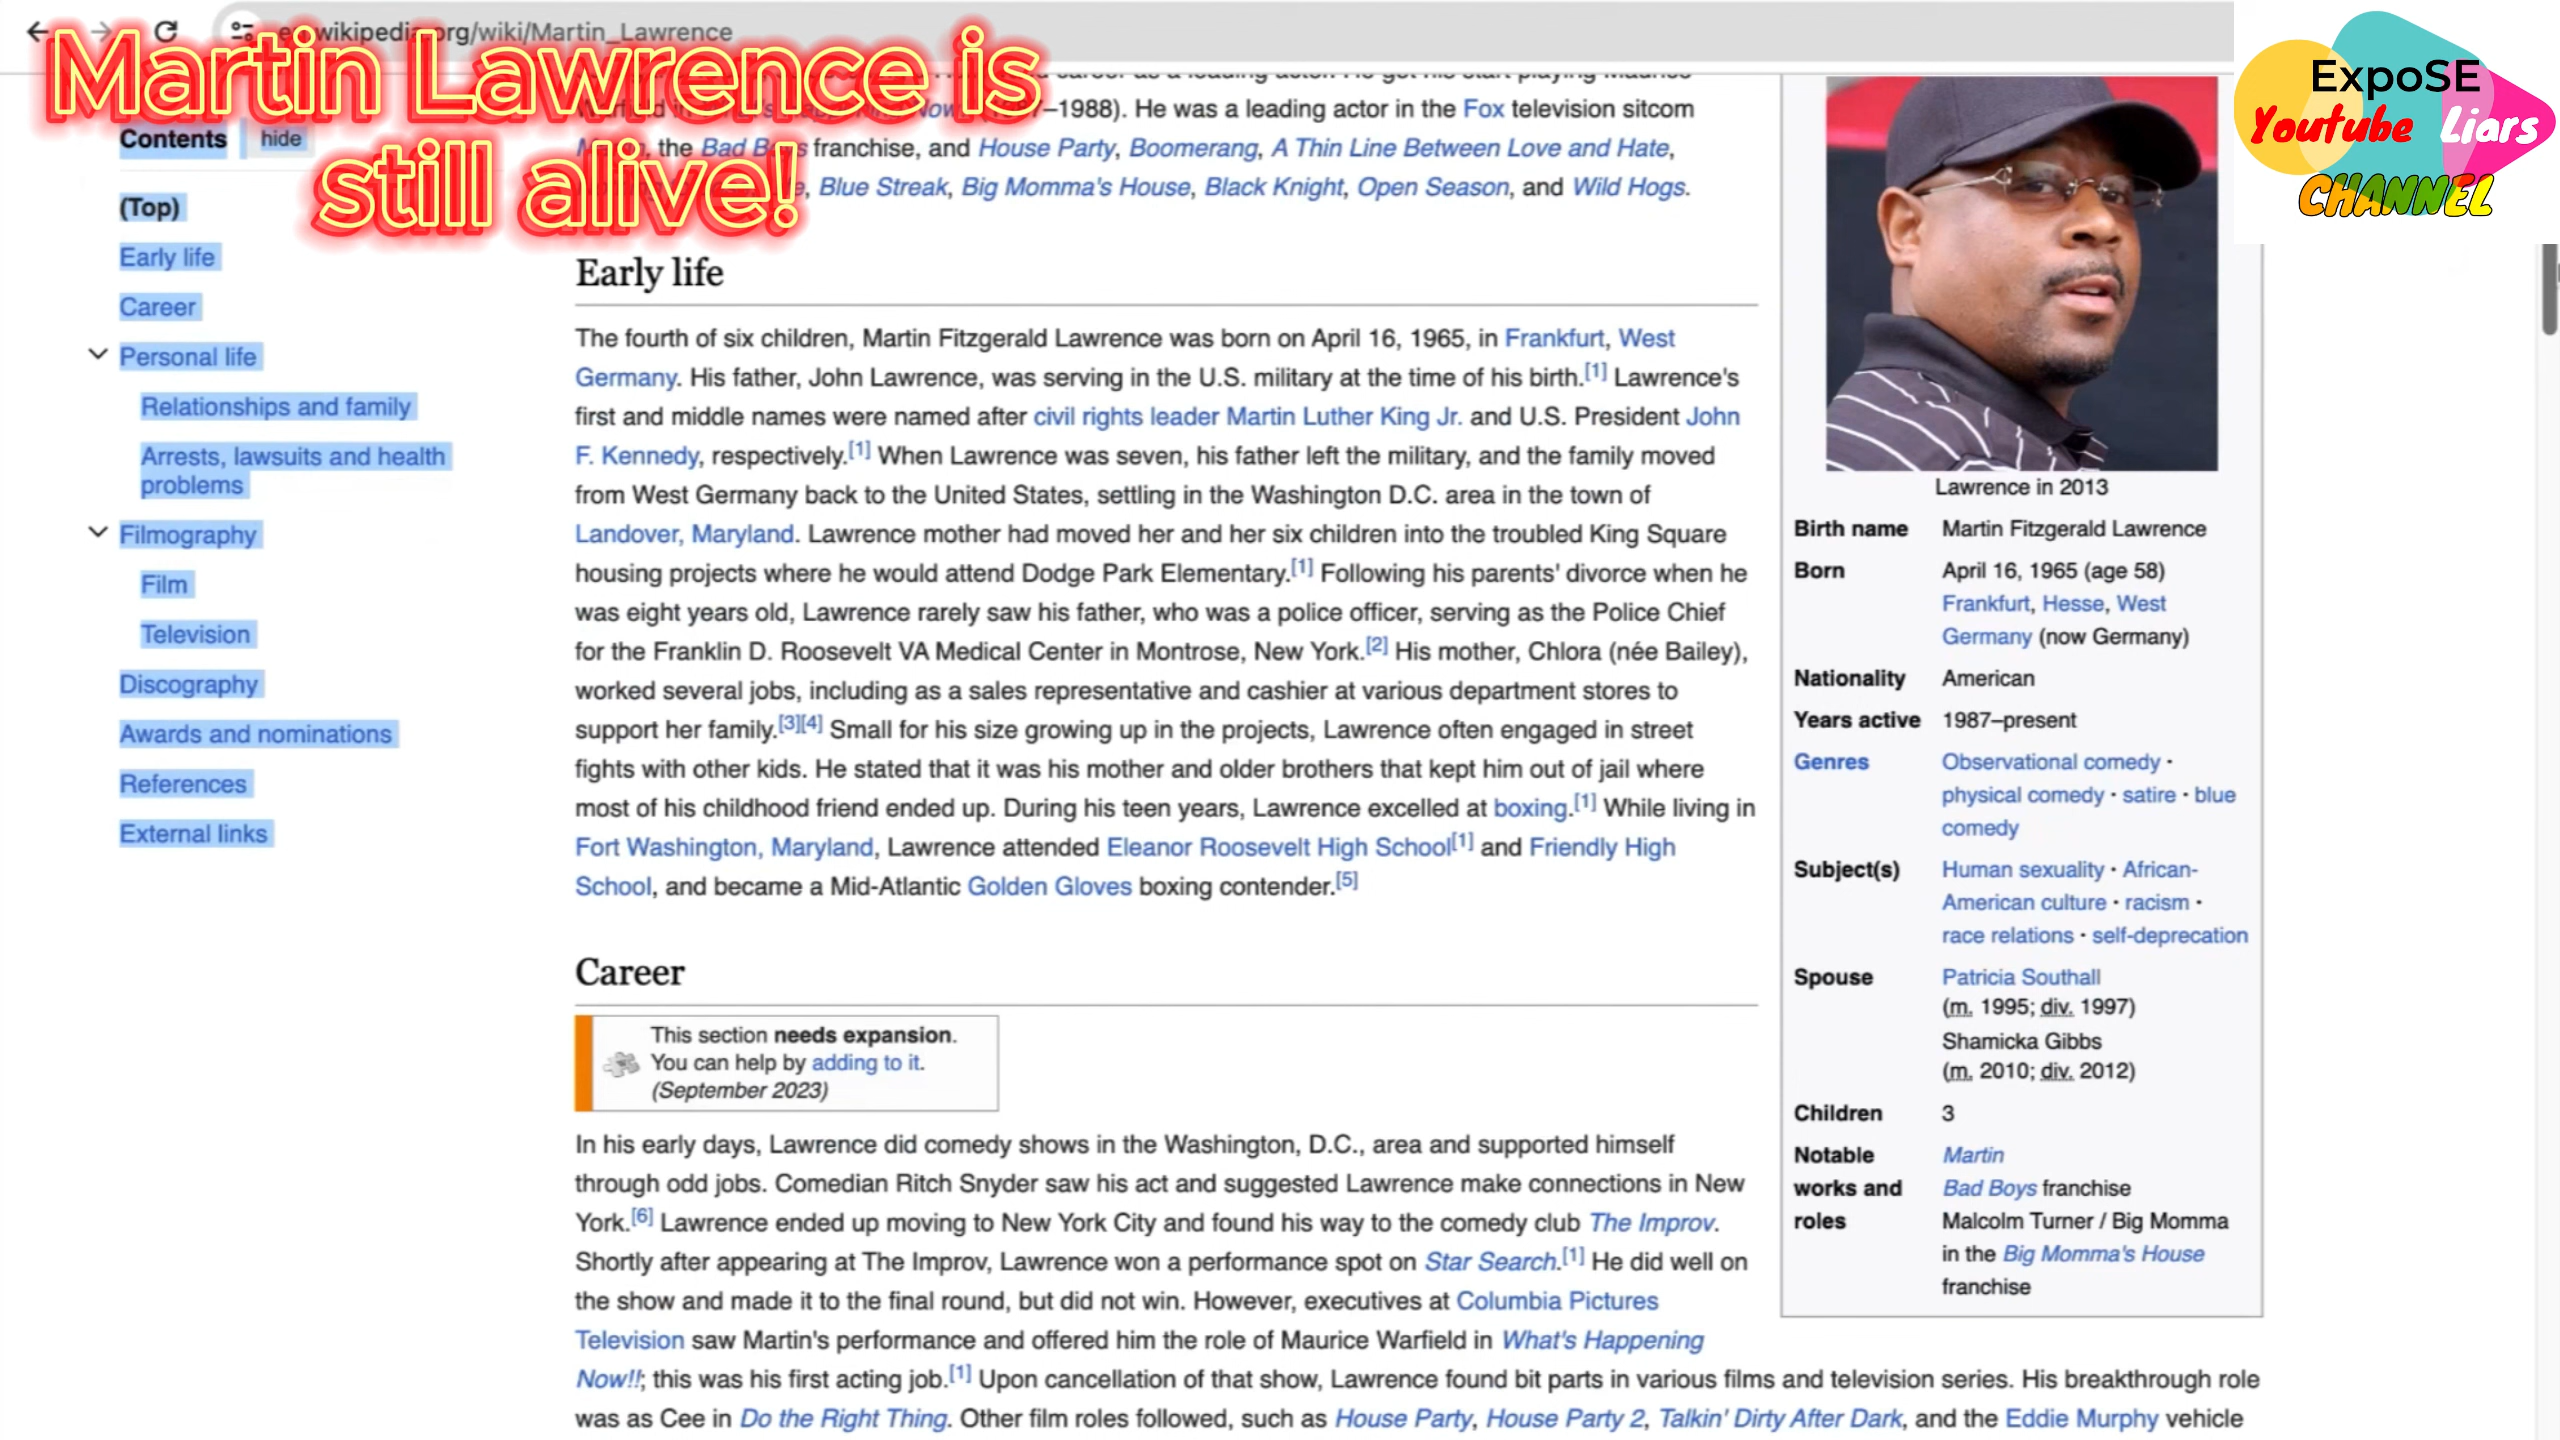 en.wikipedia.org/wiki/Martin_Lawrence
Martin Lawrence is
still alive!
ExpoSE
Youtube Liars
CHANNEL
Contents hide
(Top)
Early life
Career
Personal life
Relationships and family
Arrests, lawsuits and health
problems
Filmography
Film
Television
Discography
Awards and nominations
References
External links
–1988). He was a leading actor in the Fox television sitcom
, the Bad Boys franchise, and House Party, Boomerang, A Thin Line Between Love and Hate,
, Blue Streak, Big Momma's House, Black Knight, Open Season, and Wild Hogs.
Early life
The fourth of six children, Martin Fitzgerald Lawrence was born on April 16, 1965, in Frankfurt, West
Germany. His father, John Lawrence, was serving in the U.S. military at the time of his birth.[1] Lawrence's
first and middle names were named after civil rights leader Martin Luther King Jr. and U.S. President John
F. Kennedy, respectively.[1] When Lawrence was seven, his father left the military, and the family moved
from West Germany back to the United States, settling in the Washington D.C. area in the town of
Landover, Maryland. Lawrence mother had moved her and her six children into the troubled King Square
housing projects where he would attend Dodge Park Elementary.[1] Following his parents' divorce when he
was eight years old, Lawrence rarely saw his father, who was a police officer, serving as the Police Chief
for the Franklin D. Roosevelt VA Medical Center in Montrose, New York.[2] His mother, Chlora (née Bailey),
worked several jobs, including as a sales representative and cashier at various department stores to
support her family.[3][4] Small for his size growing up in the projects, Lawrence often engaged in street
fights with other kids. He stated that it was his mother and older brothers that kept him out of jail where
most of his childhood friend ended up. During his teen years, Lawrence excelled at boxing.[1] While living in
Fort Washington, Maryland, Lawrence attended Eleanor Roosevelt High School[1] and Friendly High
School, and became a Mid-Atlantic Golden Gloves boxing contender.[5]
Career
This section needs expansion.
You can help by adding to it.
(September 2023)
In his early days, Lawrence did comedy shows in the Washington, D.C., area and supported himself
through odd jobs. Comedian Ritch Snyder saw his act and suggested Lawrence make connections in New
York.[6] Lawrence ended up moving to New York City and found his way to the comedy club The Improv.
Shortly after appearing at The Improv, Lawrence won a performance spot on Star Search.[1] He did well on
the show and made it to the final round, but did not win. However, executives at Columbia Pictures
Television saw Martin's performance and offered him the role of Maurice Warfield in What's Happening
Now!!; this was his first acting job.[1] Upon cancellation of that show, Lawrence found bit parts in various films and television series. His breakthrough role
was as Cee in Do the Right Thing. Other film roles followed, such as House Party, House Party 2, Talkin' Dirty After Dark, and the Eddie Murphy vehicle
Lawrence in 2013
Birth name Martin Fitzgerald Lawrence
Born April 16, 1965 (age 58)
Frankfurt, Hesse, West
Germany (now Germany)
Nationality American
Years active 1987–present
Genres Observational comedy ·
physical comedy · satire · blue
comedy
Subject(s) Human sexuality · African-
American culture · racism ·
race relations · self-deprecation
Spouse Patricia Southall
(m. 1995; div. 1997)
Shamicka Gibbs
(m. 2010; div. 2012)
Children 3
Notable Martin
works and Bad Boys franchise
roles Malcolm Turner / Big Momma
in the Big Momma's House
franchise